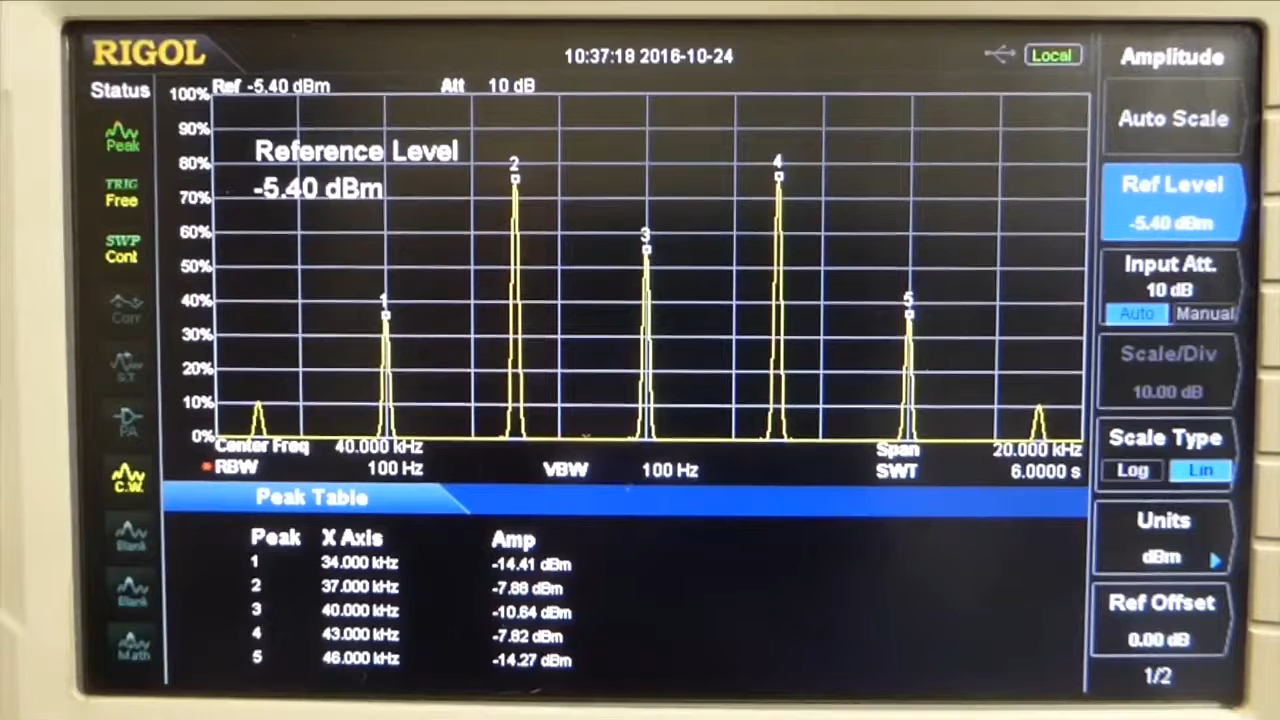 RIGOL
10:37:18 2016-10-24
Local
Status
Ref -5.40 dBm
Att 10 dB
100%
90%
80%
70%
60%
50%
40%
30%
20%
10%
0%
Reference Level
-5.40 dBm
1
2
3
4
5
Center Freq 40.000 kHz
Span 20.000 kHz
RBW 100 Hz
VBW 100 Hz
SWT 6.0000 s
Peak
TRIG
Free
SWP
Cont
Corr
S.T.
PA
C.W.
Blank
Blank
Math
Peak Table
Peak X Axis Amp
1 34.000 kHz -14.41 dBm
2 37.000 kHz -7.88 dBm
3 40.000 kHz -10.64 dBm
4 43.000 kHz -7.82 dBm
5 46.000 kHz -14.27 dBm
Amplitude
Auto Scale
Ref Level
-5.40 dBm
Input Att.
10 dB
Auto Manual
Scale/Div
10.00 dB
Scale Type
Log Lin
Units
dBm
Ref Offset
0.00 dB
1/2